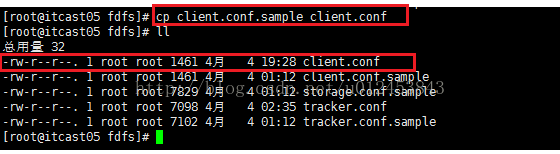 [root@itcast05 fdfs]# cp client.conf.sample client.conf
[root@itcast05 fdfs]# ll
总用量 32
-rw-r--r--. 1 root root 1461 4月   4 19:28 client.conf
-rw-r--r--. 1 root root 1461 4月   4 01:12 client.conf.sample
-rw-r--r--. 1 root root 7829 4月   4 01:12 storage.conf.sample
-rw-r--r--. 1 root root 7098 4月   4 02:35 tracker.conf
-rw-r--r--. 1 root root 7102 4月   4 01:12 tracker.conf.sample
[root@itcast05 fdfs]#